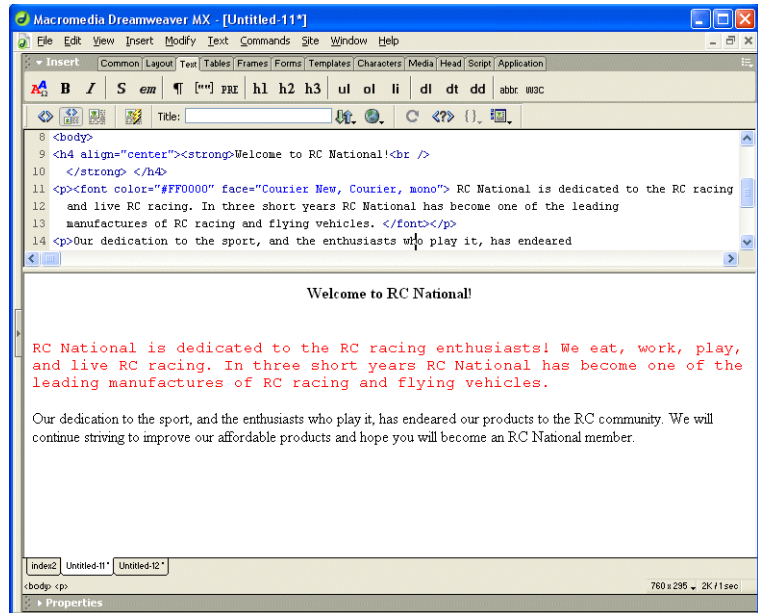 Macromedia Dreamweaver MX - [Untitled-11*]
File Edit View Insert Modify Text Commands Site Window Help
Insert Common Layout Text Tables Frames Forms Templates Characters Media Head Script Application
B I S em ¶ [""] PRE h1 h2 h3 ul ol li dl dt dd abbr. W3C
Title:
8 <body>
9 <h4 align="center"><strong>Welcome to RC National!<br />
10 </strong> </h4>
11 <p><font color="#FF0000" face="Courier New, Courier, mono"> RC National is dedicated to the RC racing
12 and live RC racing. In three short years RC National has become one of the leading
13 manufactures of RC racing and flying vehicles. </font></p>
14 <p>Our dedication to the sport, and the enthusiasts who play it, has endeared
Welcome to RC National!
RC National is dedicated to the RC racing enthusiasts! We eat, work, play,
and live RC racing. In three short years RC National has become one of the
leading manufactures of RC racing and flying vehicles.
Our dedication to the sport, and the enthusiasts who play it, has endeared our products to the RC community. We will
continue striving to improve our affordable products and hope you will become an RC National member.
index2 Untitled-11* Untitled-12*
<body> <p> 760 x 295 2K / 1 sec
Properties